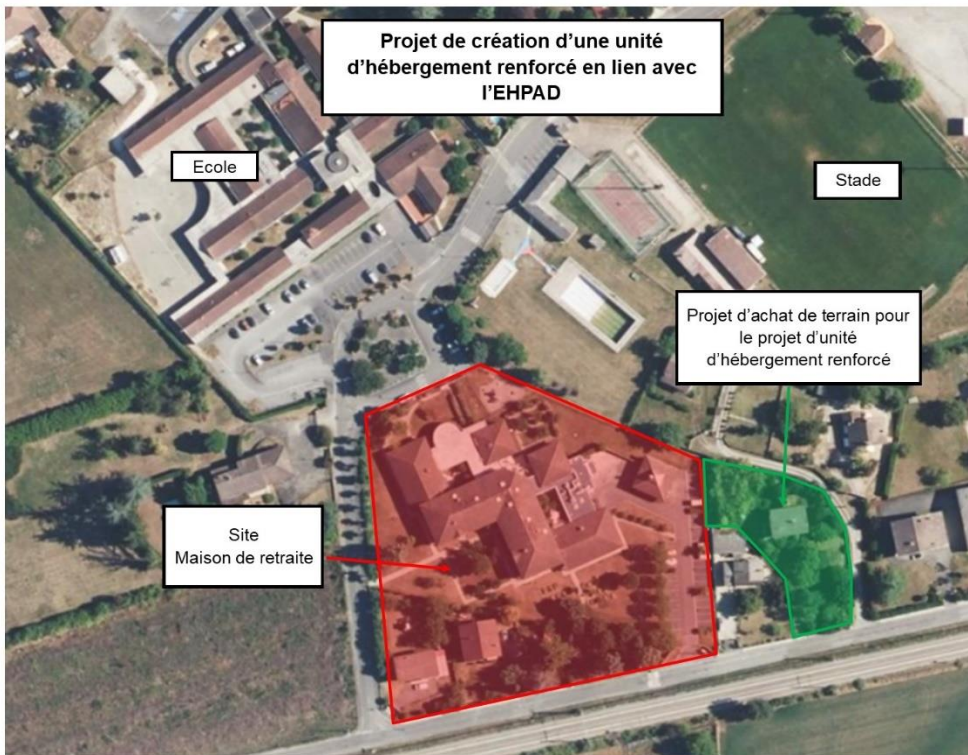 Projet de création d'une unité
d'hébergement renforcé en lien avec
l'EHPAD
Ecole
Stade
Projet d'achat de terrain pour
le projet d'unité
d'hébergement renforcé
Site
Maison de retraite